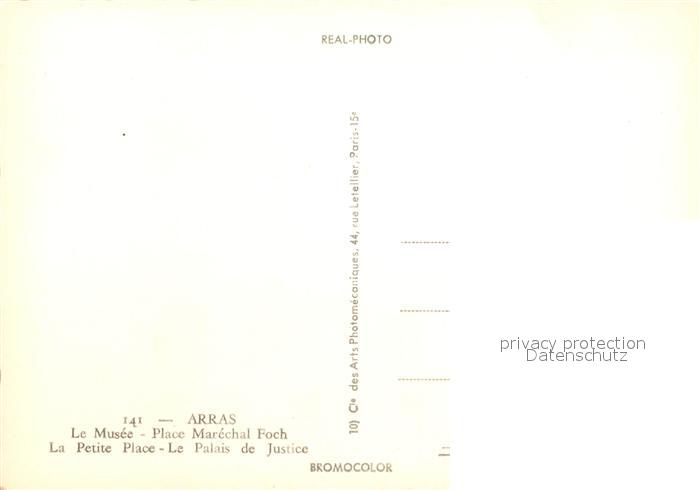 REAL-PHOTO
10) Cie des Arts Photomécaniques, 44, rue Letellier, Paris-15e
privacy protection
Datenschutz
141 — ARRAS
Le Musée - Place Maréchal Foch
La Petite Place - Le Palais de Justice
BROMOCOLOR